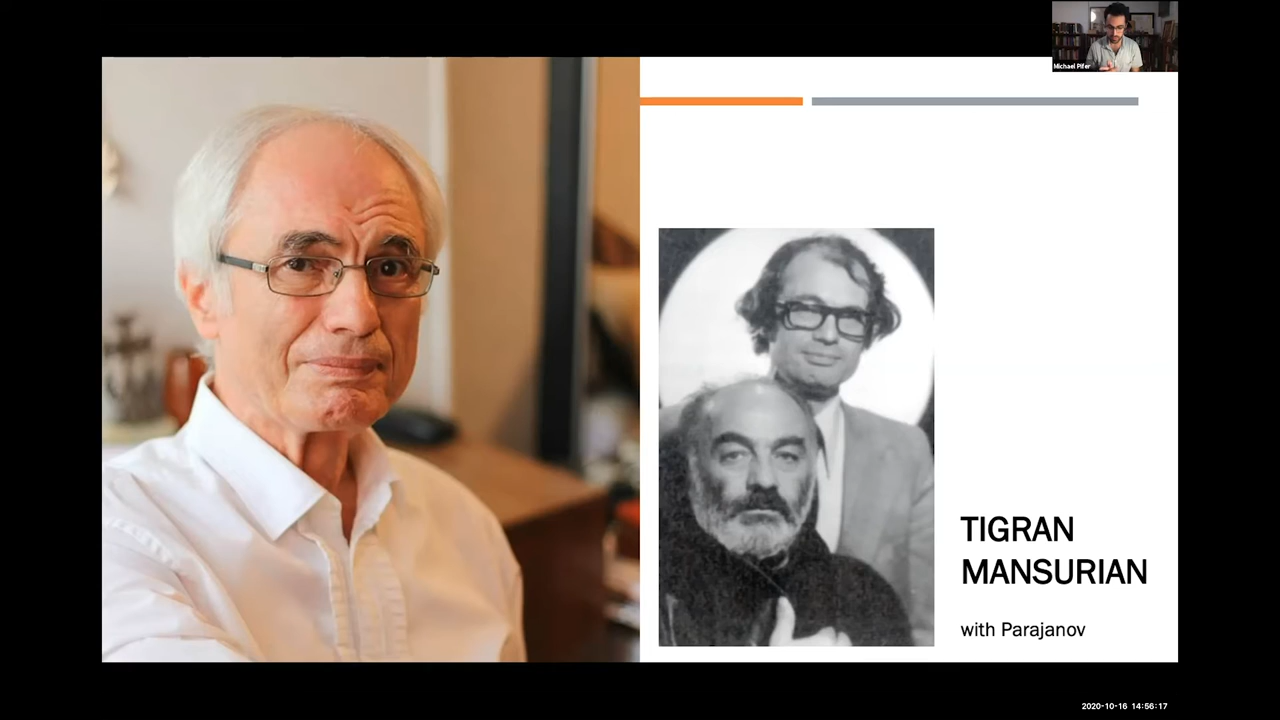 Michael Pifer
TIGRAN
MANSURIAN
with Parajanov
2020-10-16 14:56:17